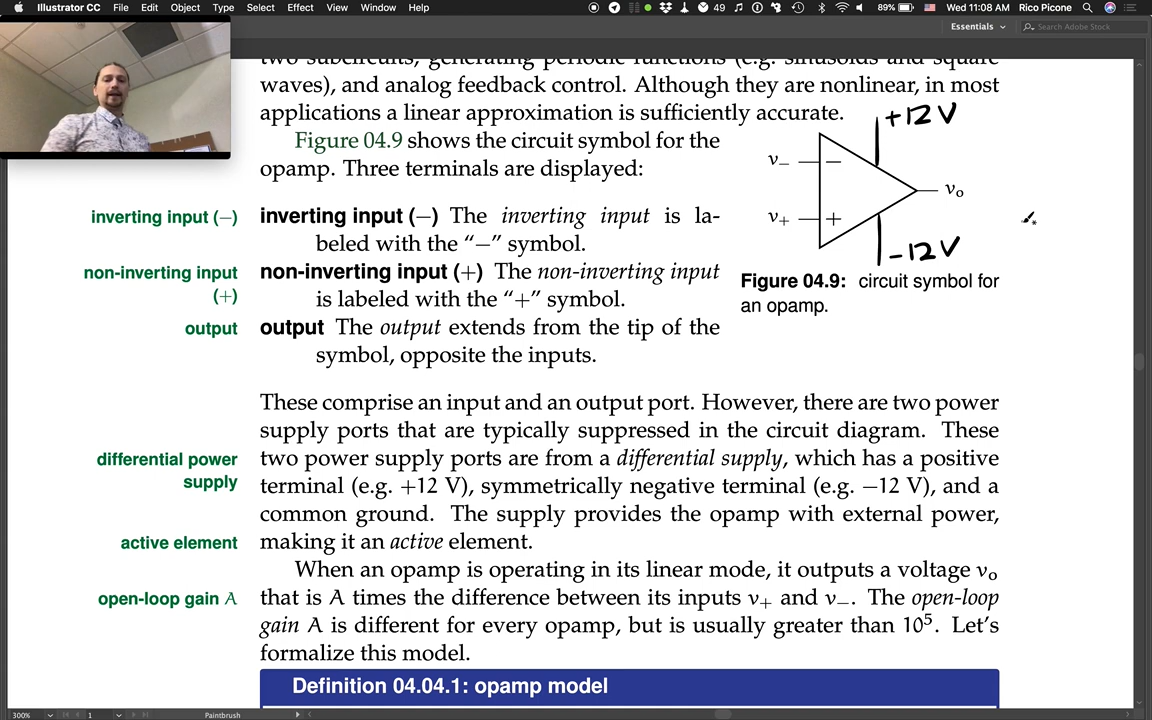 Illustrator CC File Edit Object Type Select Effect View Window Help 49 89% Wed 11:08 AM Rico Picone
Essentials Search Adobe Stock
two subcircuits, generating periodic functions (e.g. sinusoids and square
waves), and analog feedback control. Although they are nonlinear, in most
applications a linear approximation is sufficiently accurate.
Figure 04.9 shows the circuit symbol for the
opamp. Three terminals are displayed:
inverting input (−)
inverting input (−) The inverting input is la-
beled with the “−” symbol.
non-inverting input
(+)
non-inverting input (+) The non-inverting input
is labeled with the “+” symbol.
output
output The output extends from the tip of the
symbol, opposite the inputs.
+12V
v− −
vo
v+ +
-12V
Figure 04.9: circuit symbol for
an opamp.
These comprise an input and an output port. However, there are two power
supply ports that are typically suppressed in the circuit diagram. These
differential power
supply
two power supply ports are from a differential supply, which has a positive
terminal (e.g. +12 V), symmetrically negative terminal (e.g. −12 V), and a
common ground. The supply provides the opamp with external power,
active element
making it an active element.
When an opamp is operating in its linear mode, it outputs a voltage vo
open-loop gain A
that is A times the difference between its inputs v+ and v−. The open-loop
gain A is different for every opamp, but is usually greater than 10⁵. Let’s
formalize this model.
Definition 04.04.1: opamp model
300% 1 Paintbrush